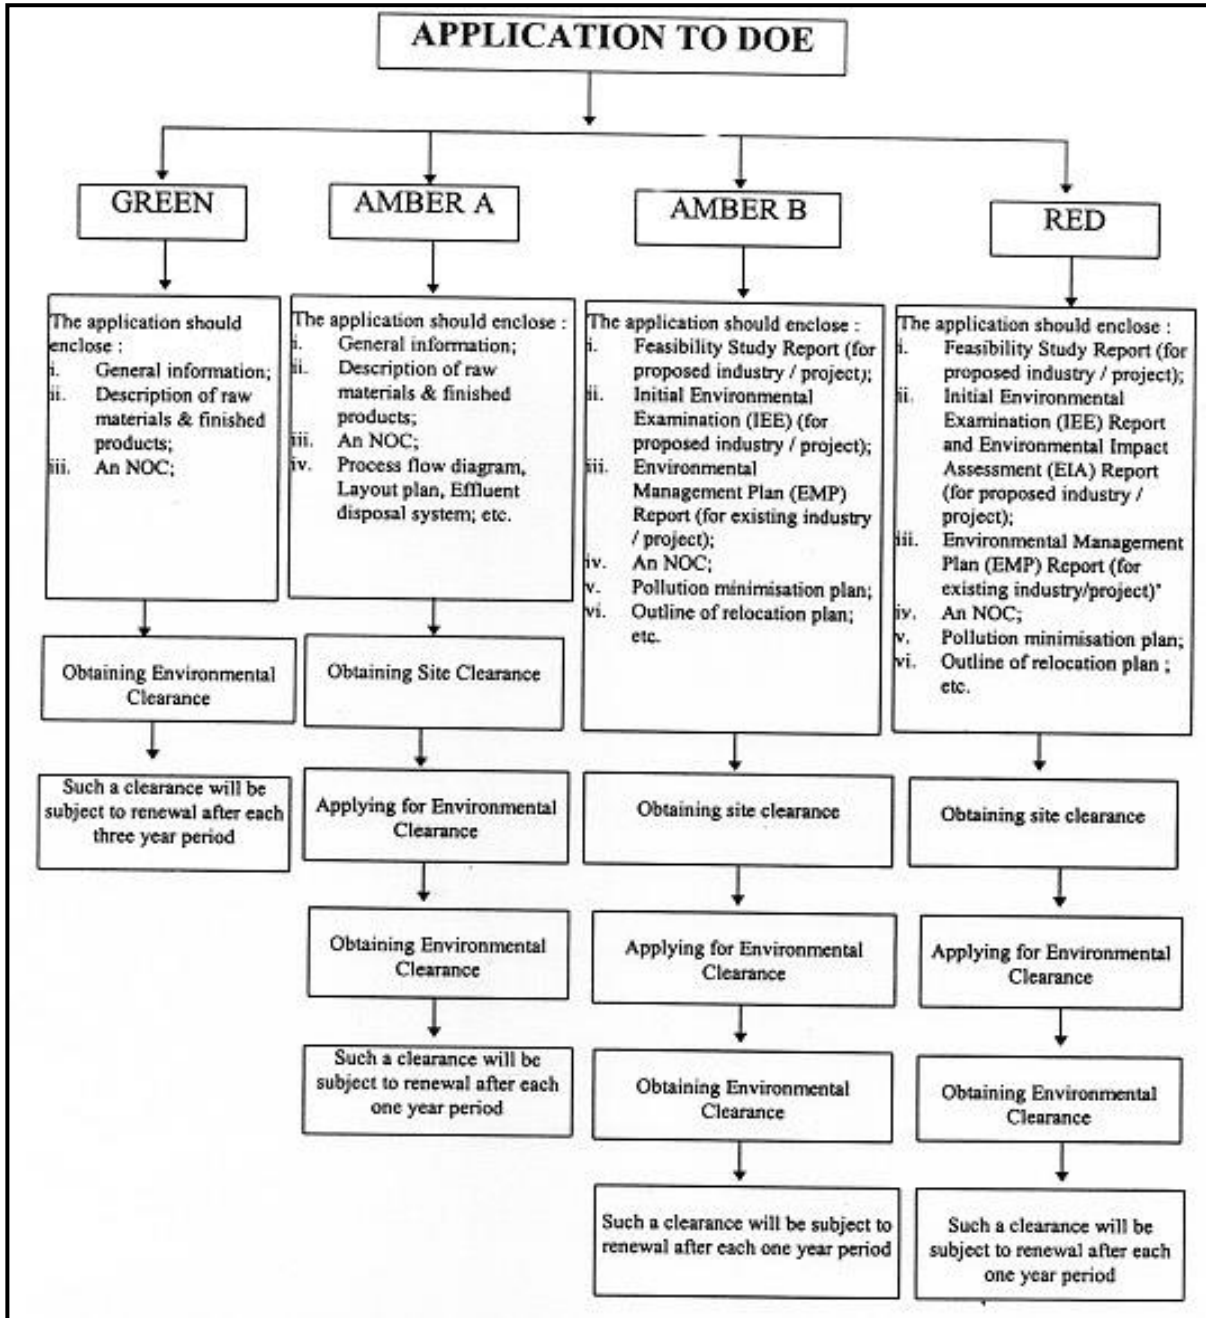 APPLICATION TO DOE
GREEN
AMBER A
AMBER B
RED
The application should
enclose :
i. General information;
ii. Description of raw
materials & finished
products;
iii. An NOC;
The application should enclose :
i. General information;
ii. Description of raw
materials & finished
products;
iii. An NOC;
iv. Process flow diagram,
Layout plan, Effluent
disposal system; etc.
The application should enclose :
i. Feasibility Study Report (for
proposed industry / project);
ii. Initial Environmental
Examination (IEE) (for
proposed industry / project);
iii. Environmental
Management Plan (EMP)
Report (for existing industry
/ project);
iv. An NOC;
v. Pollution minimisation plan;
vi. Outline of relocation plan;
etc.
The application should enclose :
i. Feasibility Study Report (for
proposed industry / project);
ii. Initial Environmental
Examination (IEE) Report
and Environmental Impact
Assessment (EIA) Report
(for proposed industry /
project);
iii. Environmental Management
Plan (EMP) Report (for
existing industry/project)"
iv. An NOC;
v. Pollution minimisation plan;
vi. Outline of relocation plan ;
etc.
Obtaining Environmental
Clearance
Obtaining Site Clearance
Such a clearance will be
subject to renewal after each
three year period
Applying for Environmental
Clearance
Obtaining site clearance
Obtaining site clearance
Obtaining Environmental
Clearance
Applying for Environmental
Clearance
Applying for Environmental
Clearance
Such a clearance will be
subject to renewal after each
one year period
Obtaining Environmental
Clearance
Obtaining Environmental
Clearance
Such a clearance will be subject to
renewal after each one year period
Such a clearance will be
subject to renewal after each
one year period